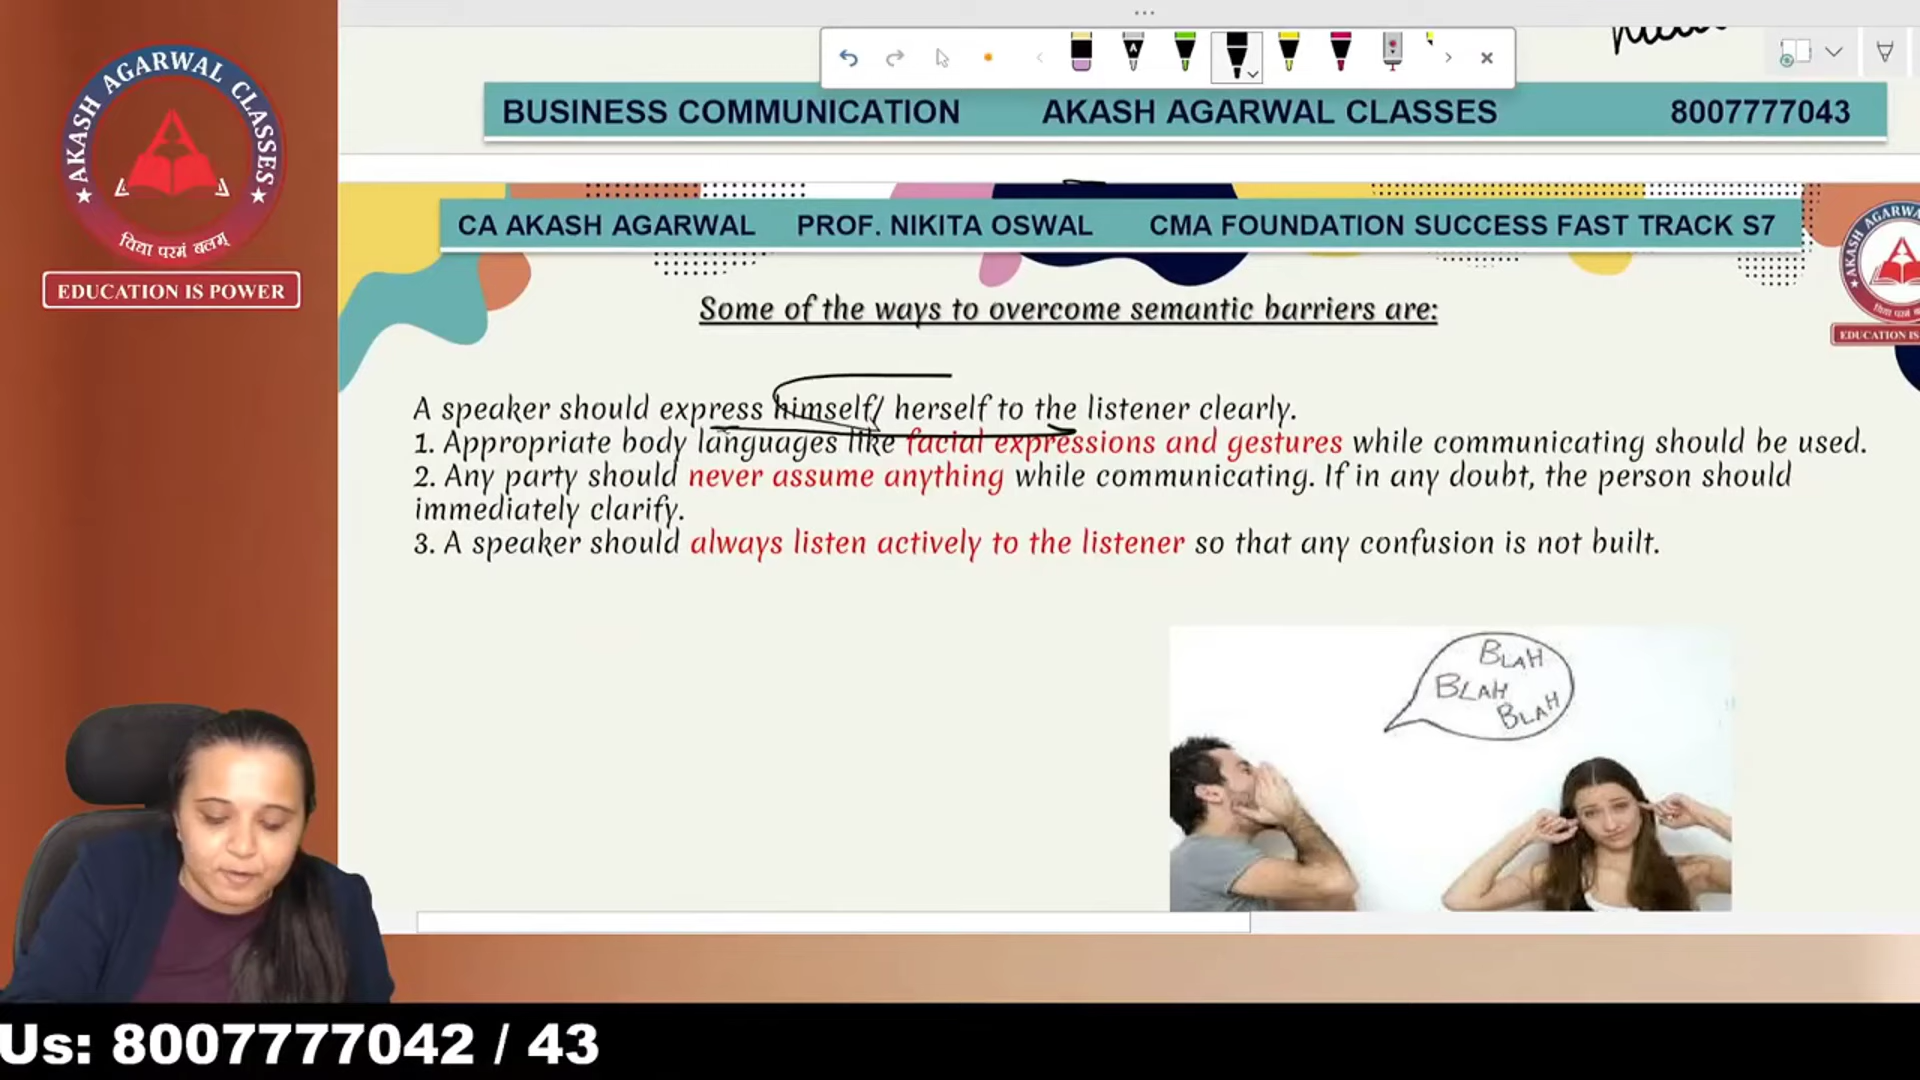 AKASH AGARWAL CLASSES
विद्या परमं बलम्
EDUCATION IS POWER
BUSINESS COMMUNICATION AKASH AGARWAL CLASSES 8007777043
CA AKASH AGARWAL PROF. NIKITA OSWAL CMA FOUNDATION SUCCESS FAST TRACK S7
AKASH AGARW
EDUCATION IS
Some of the ways to overcome semantic barriers are:
A speaker should express himself/ herself to the listener clearly.
1. Appropriate body languages like facial expressions and gestures while communicating should be used.
2. Any party should never assume anything while communicating. If in any doubt, the person should
immediately clarify.
3. A speaker should always listen actively to the listener so that any confusion is not built.
BLAH
BLAH
BLAH
Us: 8007777042 / 43